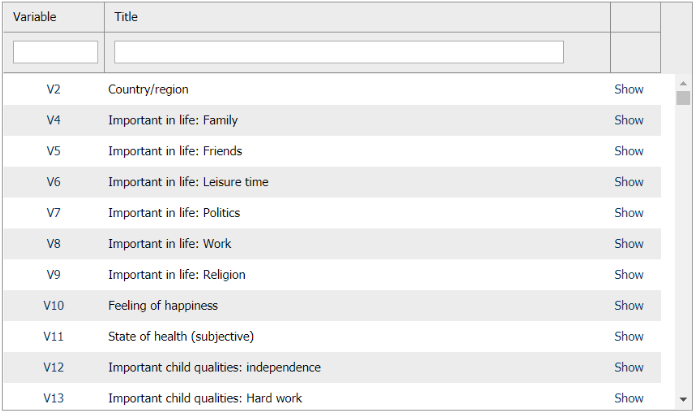 Variable Title
V2 Country/region Show
V4 Important in life: Family Show
V5 Important in life: Friends Show
V6 Important in life: Leisure time Show
V7 Important in life: Politics Show
V8 Important in life: Work Show
V9 Important in life: Religion Show
V10 Feeling of happiness Show
V11 State of health (subjective) Show
V12 Important child qualities: independence Show
V13 Important child qualities: Hard work Show